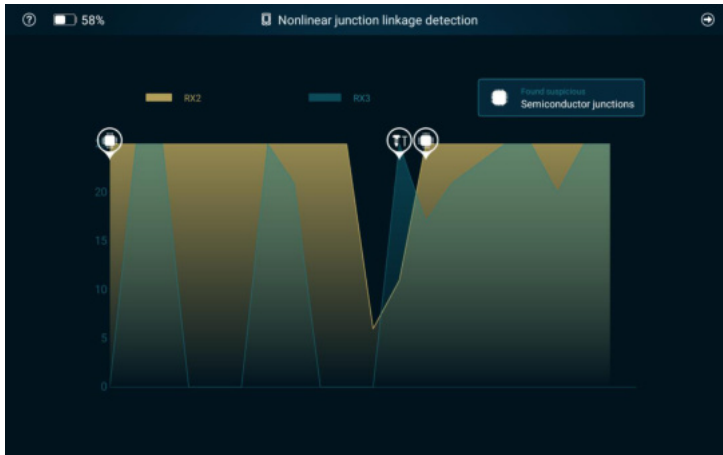 58%
Nonlinear junction linkage detection
RX2
RX3
Found suspicious
Semiconductor junctions
20
15
10
5
0